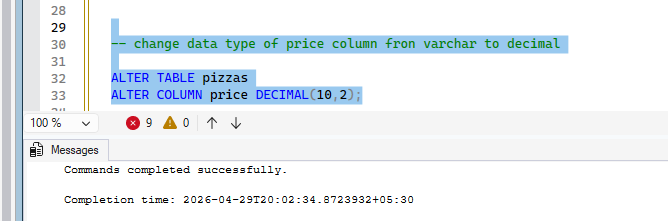 28
29
30 -- change data type of price column fron varchar to decimal
31
32 ALTER TABLE pizzas
33 ALTER COLUMN price DECIMAL(10,2);
100 % 9 0
Messages
Commands completed successfully.
Completion time: 2026-04-29T20:02:34.8723932+05:30